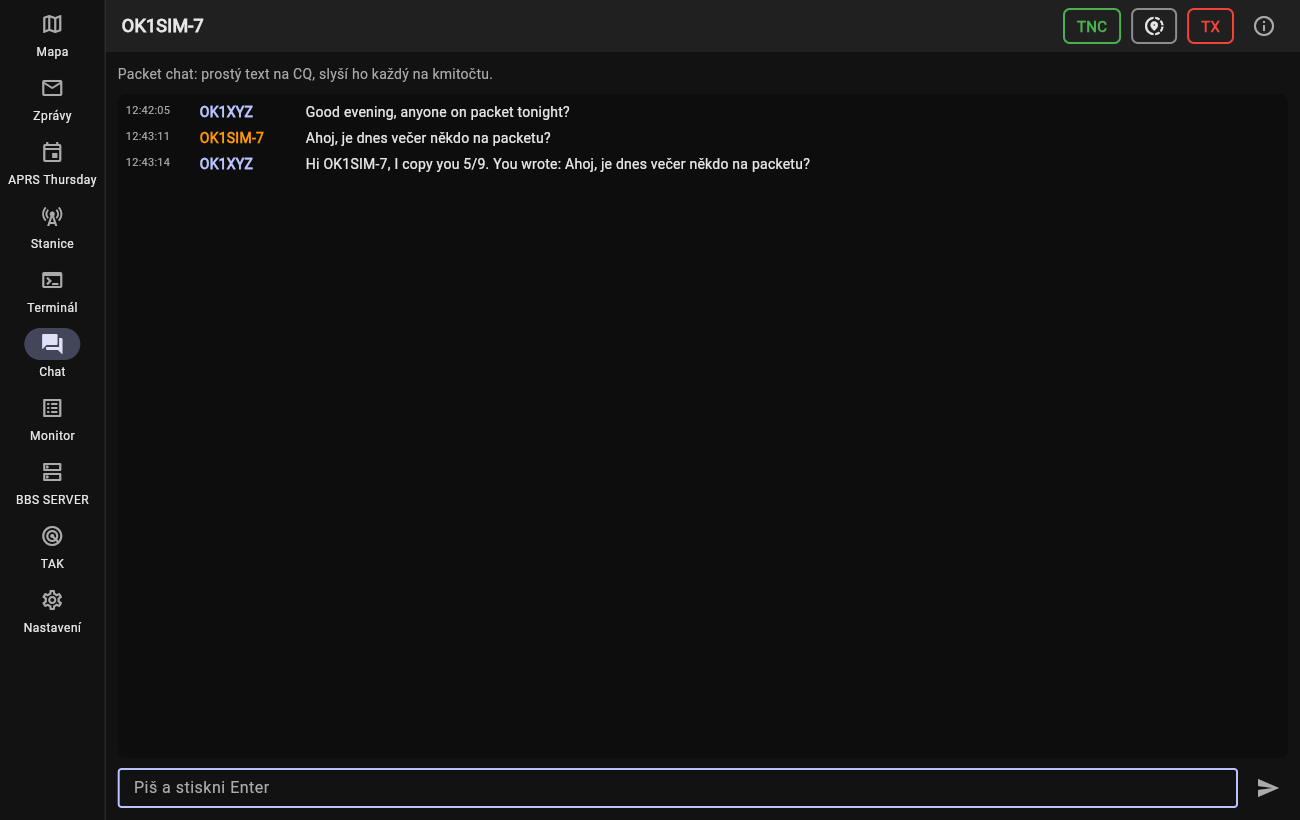 OK1SIM-7
TNC
TX
Mapa
Zprávy
APRS Thursday
Stanice
Terminál
Chat
Monitor
BBS SERVER
TAK
Nastavení
Packet chat: prostý text na CQ, slyší ho každý na kmitočtu.
12:42:05 OK1XYZ Good evening, anyone on packet tonight?
12:43:11 OK1SIM-7 Ahoj, je dnes večer někdo na packetu?
12:43:14 OK1XYZ Hi OK1SIM-7, I copy you 5/9. You wrote: Ahoj, je dnes večer někdo na packetu?
Piš a stiskni Enter